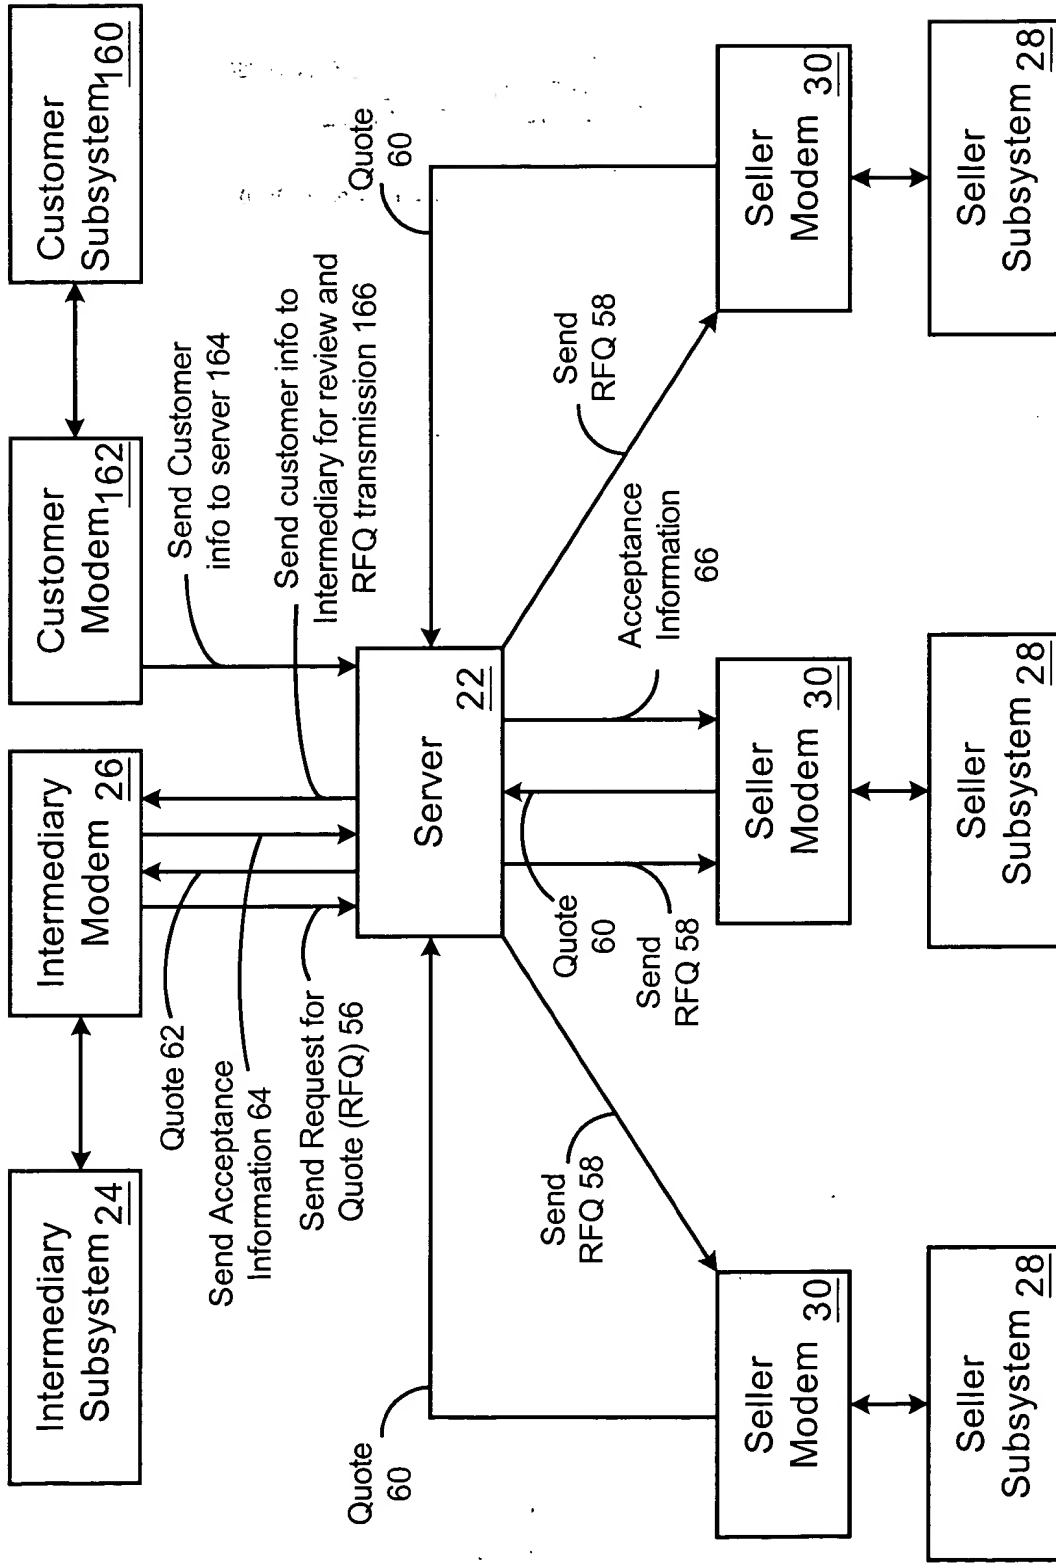 Intermediary
Subsystem 24
Intermediary
Modem 26
Customer
Modem 162
Customer
Subsystem 160
Quote 62
Send Acceptance
Information 64
Send Request for
Quote (RFQ) 56
Send Customer
info to server 164
Send customer info to
Intermediary for review and
RFQ transmission 166
Server
22
Quote
60
Send
RFQ 58
Quote
60
Send
RFQ 58
Acceptance
Information
66
Send
RFQ 58
Quote
60
Seller
Modem 30
Seller
Modem 30
Seller
Modem 30
Seller
Subsystem 28
Seller
Subsystem 28
Seller
Subsystem 28